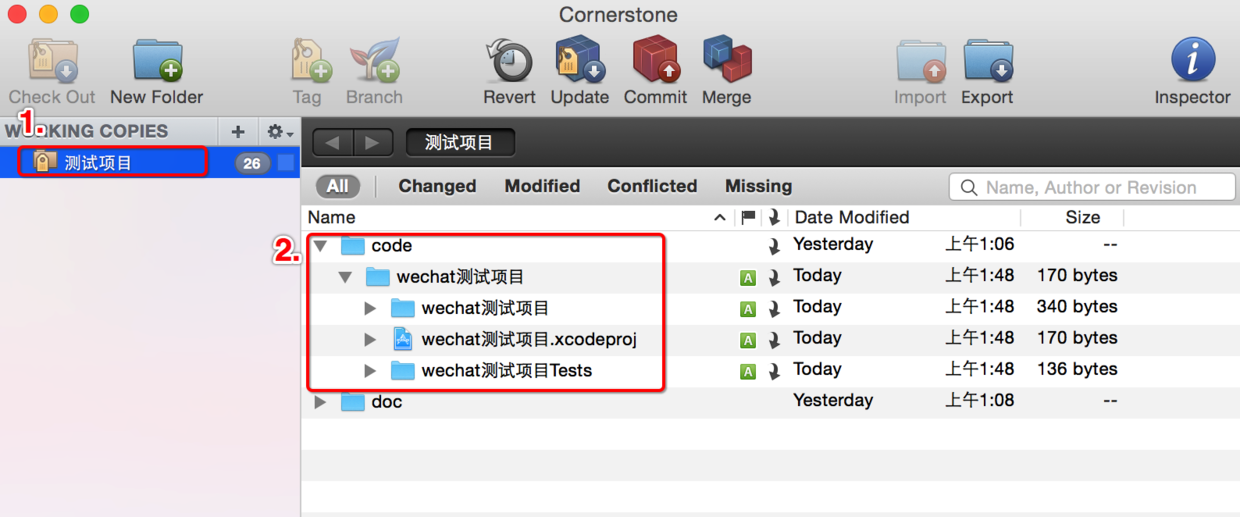 Cornerstone
Check Out New Folder Tag Branch Revert Update Commit Merge Import Export Inspector
1.
WORKING COPIES
测试项目 26
测试项目
All Changed Modified Conflicted Missing Name, Author or Revision
Name Date Modified Size
2.
code Yesterday 上午1:06 --
wechat测试项目 A Today 上午1:48 170 bytes
wechat测试项目 A Today 上午1:48 340 bytes
wechat测试项目.xcodeproj A Today 上午1:48 170 bytes
wechat测试项目Tests A Today 上午1:48 136 bytes
doc Yesterday 上午1:08 --